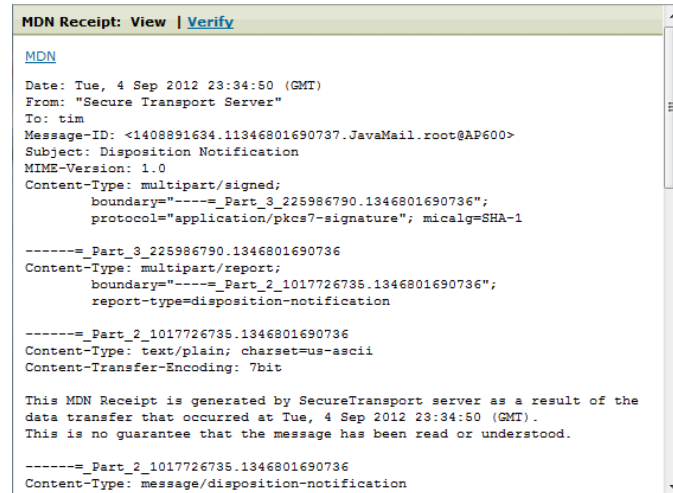 MDN Receipt: View | Verify
MDN
Date: Tue, 4 Sep 2012 23:34:50 (GMT)
From: "Secure Transport Server"
To: tim
Message-ID: <1408891634.11346801690737.JavaMail.root@AP600>
Subject: Disposition Notification
MIME-Version: 1.0
Content-Type: multipart/signed;
boundary="----=_Part_3_225986790.1346801690736";
protocol="application/pkcs7-signature"; micalg=SHA-1
------=_Part_3_225986790.1346801690736
Content-Type: multipart/report;
boundary="----=_Part_2_1017726735.1346801690736";
report-type=disposition-notification
------=_Part_2_1017726735.1346801690736
Content-Type: text/plain; charset=us-ascii
Content-Transfer-Encoding: 7bit
This MDN Receipt is generated by SecureTransport server as a result of the
data transfer that occurred at Tue, 4 Sep 2012 23:34:50 (GMT).
This is no guarantee that the message has been read or understood.
------=_Part_2_1017726735.1346801690736
Content-Type: message/disposition-notification